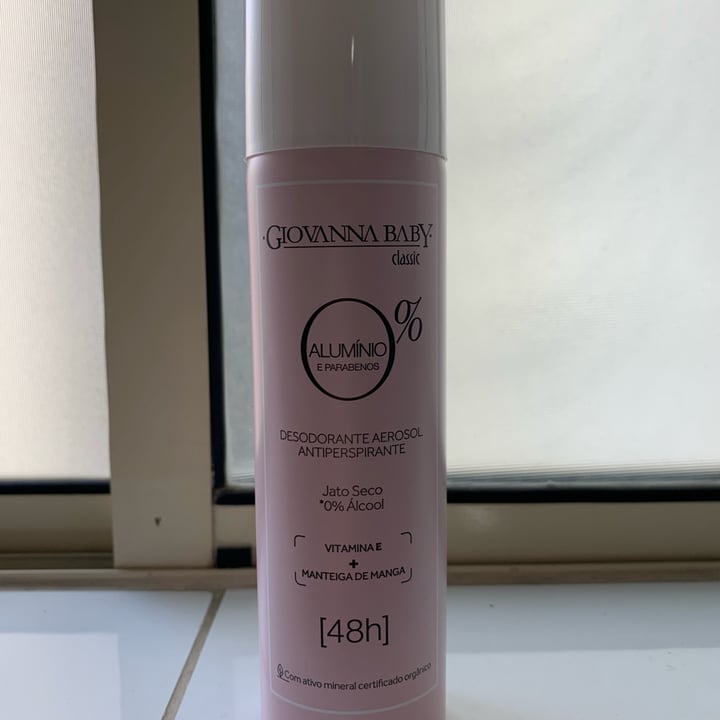 ·GIOVANNA BABY·
classic
0%
ALUMÍNIO
E PARABENOS
DESODORANTE AEROSOL
ANTIPERSPIRANTE
Jato Seco
*0% Álcool
VITAMINA E
+
MANTEIGA DE MANGA
[48h]
Com ativo mineral certificado orgânico